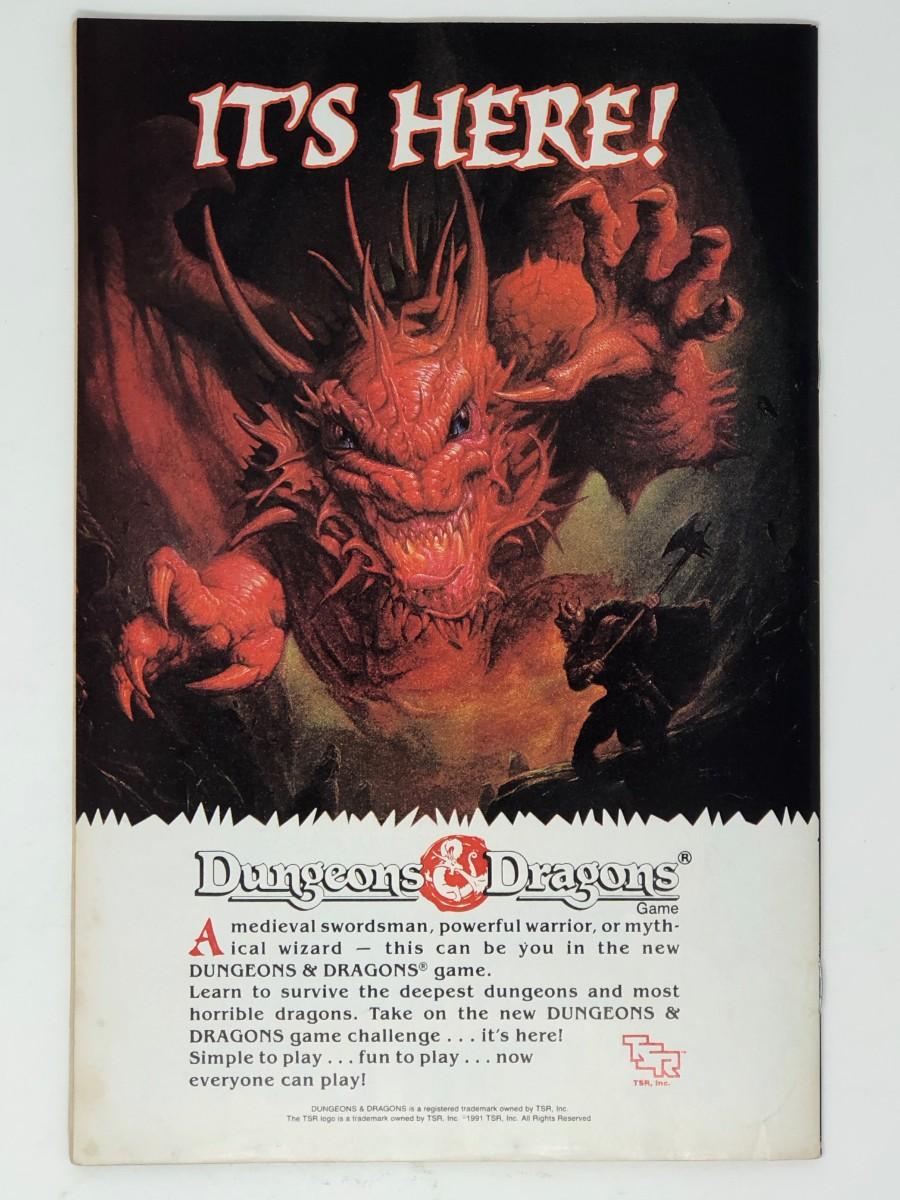 IT'S HERE!
Dungeons & Dragons®
Game
A medieval swordsman, powerful warrior, or myth-
ical wizard — this can be you in the new
DUNGEONS & DRAGONS® game.
Learn to survive the deepest dungeons and most
horrible dragons. Take on the new DUNGEONS &
DRAGONS game challenge . . . it's here!
Simple to play . . . fun to play . . . now
everyone can play!
TSR™
TSR, Inc.
DUNGEONS & DRAGONS is a registered trademark owned by TSR, Inc.
The TSR logo is a trademark owned by TSR, Inc. ©1991 TSR, Inc. All Rights Reserved